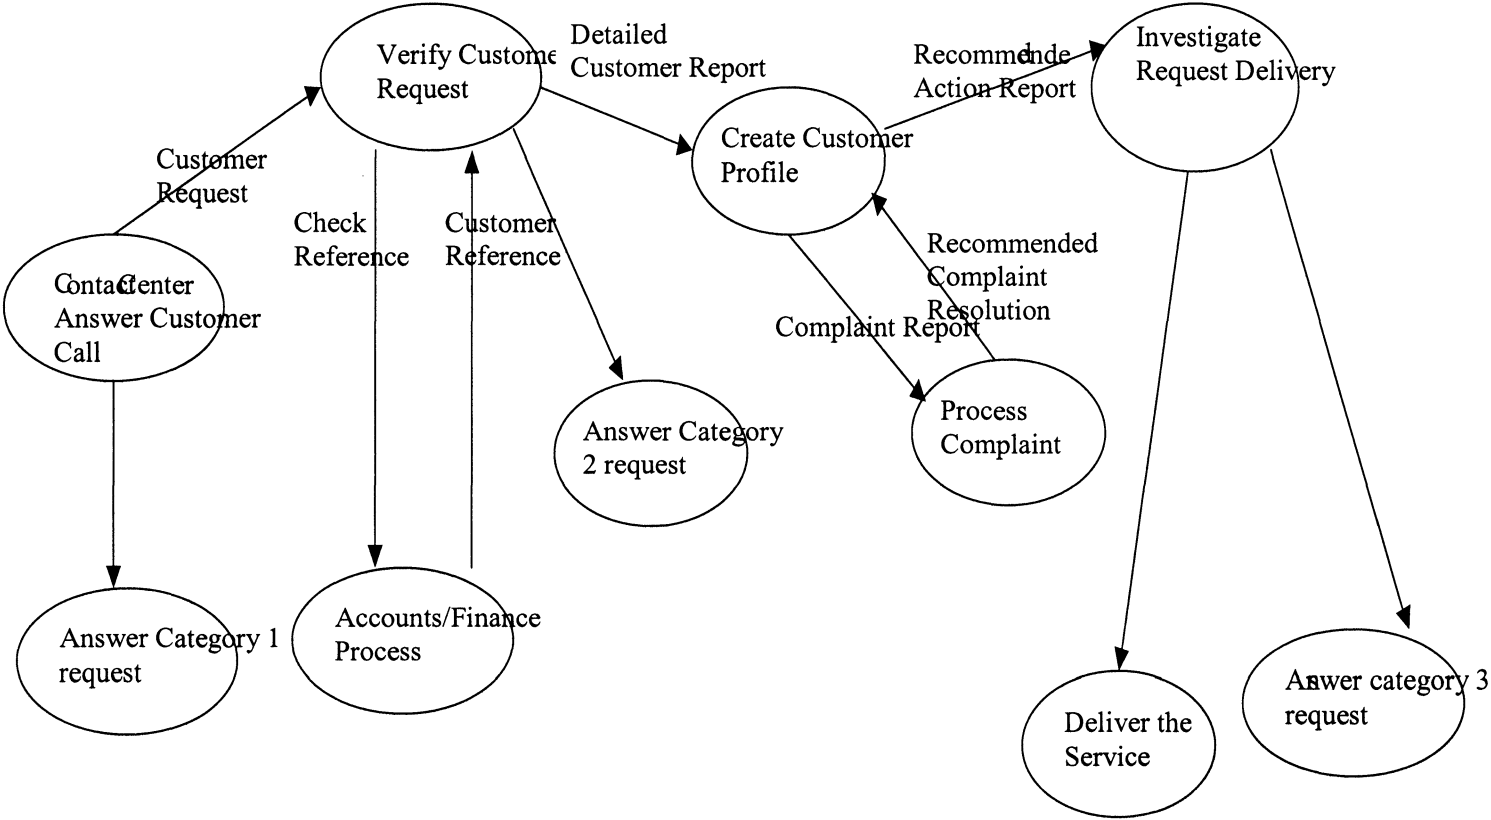 Verify Custome
Request
Detailed
Customer Report
Recommende
Action Report
Investigate
Request Delivery
Create Customer
Profile
Customer
Request
Check
Reference
Customer
Reference
Recommended
Complaint
Resolution
Contact Center
Answer Customer
Call
Complaint Report
Process
Complaint
Answer Category
2 request
Answer Category 1
request
Accounts/Finance
Process
Deliver the
Service
Answer category 3
request